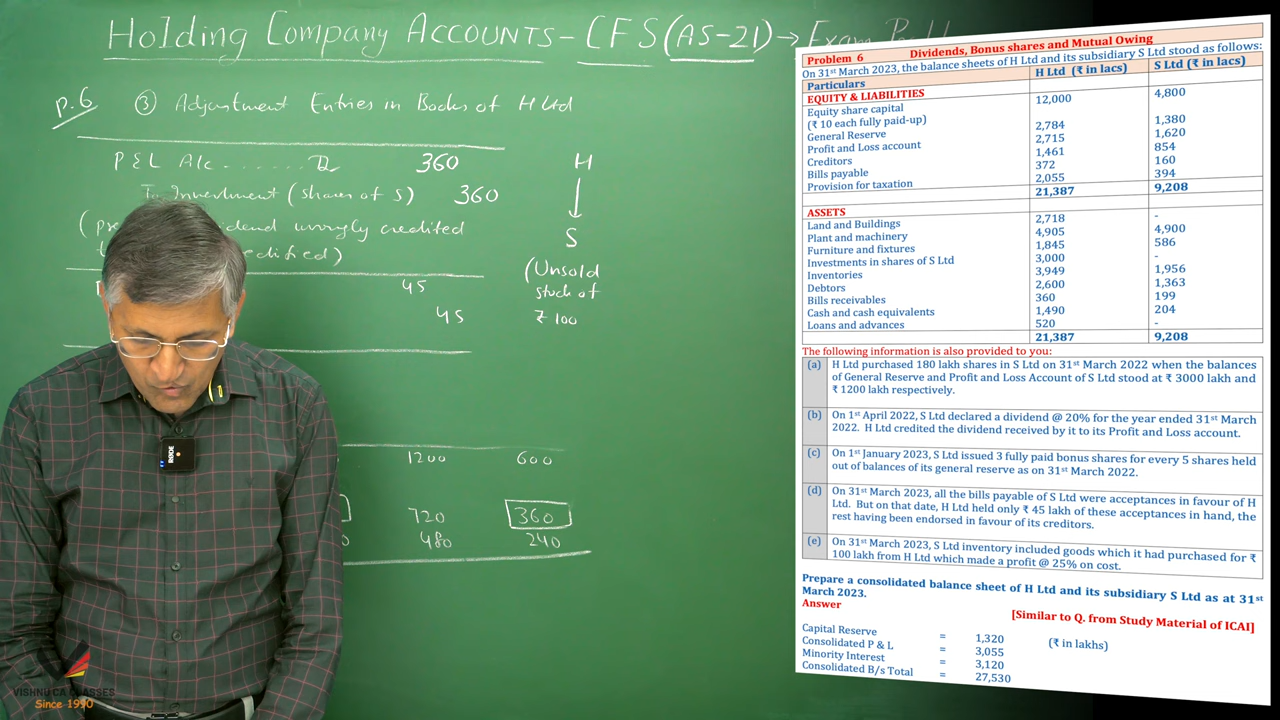 Holding Company Accounts - CFS (AS-21) → Exam
p.6 Adjustment Entries in Books of H Ltd
P & L A/c ...... Dr 360 H
To Investment (shares of S) 360
wrongly credited S
45 (Unsold
stock of
45 ₹ 100
1200 600
720 360
480 240
VISHNU CA CLASSES
Since 1990
Dividends, Bonus shares and Mutual Owing
Problem 6
On 31st March 2023, the balance sheets of H Ltd and its subsidiary S Ltd stood as follows:
Particulars H Ltd (₹ in lacs) S Ltd (₹ in lacs)
EQUITY & LIABILITIES
Equity share capital 12,000 4,800
(₹ 10 each fully paid-up)
General Reserve 2,784 1,380
Profit and Loss account 2,715 1,620
Creditors 1,461 854
Bills payable 372 160
Provision for taxation 2,055 394
21,387 9,208
ASSETS
Land and Buildings 2,718 -
Plant and machinery 4,905 4,900
Furniture and fixtures 1,845 586
Investments in shares of S Ltd 3,000 -
Inventories 3,949 1,956
Debtors 2,600 1,363
Bills receivables 360 199
Cash and cash equivalents 1,490 204
Loans and advances 520 -
21,387 9,208
The following information is also provided to you:
(a) H Ltd purchased 180 lakh shares in S Ltd on 31st March 2022 when the balances
of General Reserve and Profit and Loss Account of S Ltd stood at ₹ 3000 lakh and
₹ 1200 lakh respectively.
(b) On 1st April 2022, S Ltd declared a dividend @ 20% for the year ended 31st March
2022. H Ltd credited the dividend received by it to its Profit and Loss account.
(c) On 1st January 2023, S Ltd issued 3 fully paid bonus shares for every 5 shares held
out of balances of its general reserve as on 31st March 2022.
(d) On 31st March 2023, all the bills payable of S Ltd were acceptances in favour of H
Ltd. But on that date, H Ltd held only ₹ 45 lakh of these acceptances in hand, the
rest having been endorsed in favour of its creditors.
(e) On 31st March 2023, S Ltd inventory included goods which it had purchased for ₹
100 lakh from H Ltd which made a profit @ 25% on cost.
Prepare a consolidated balance sheet of H Ltd and its subsidiary S Ltd as at 31st
March 2023.
Answer [Similar to Q. from Study Material of ICAI]
Capital Reserve = 1,320 (₹ in lakhs)
Consolidated P & L = 3,055
Minority Interest = 3,120
Consolidated B/s Total = 27,530